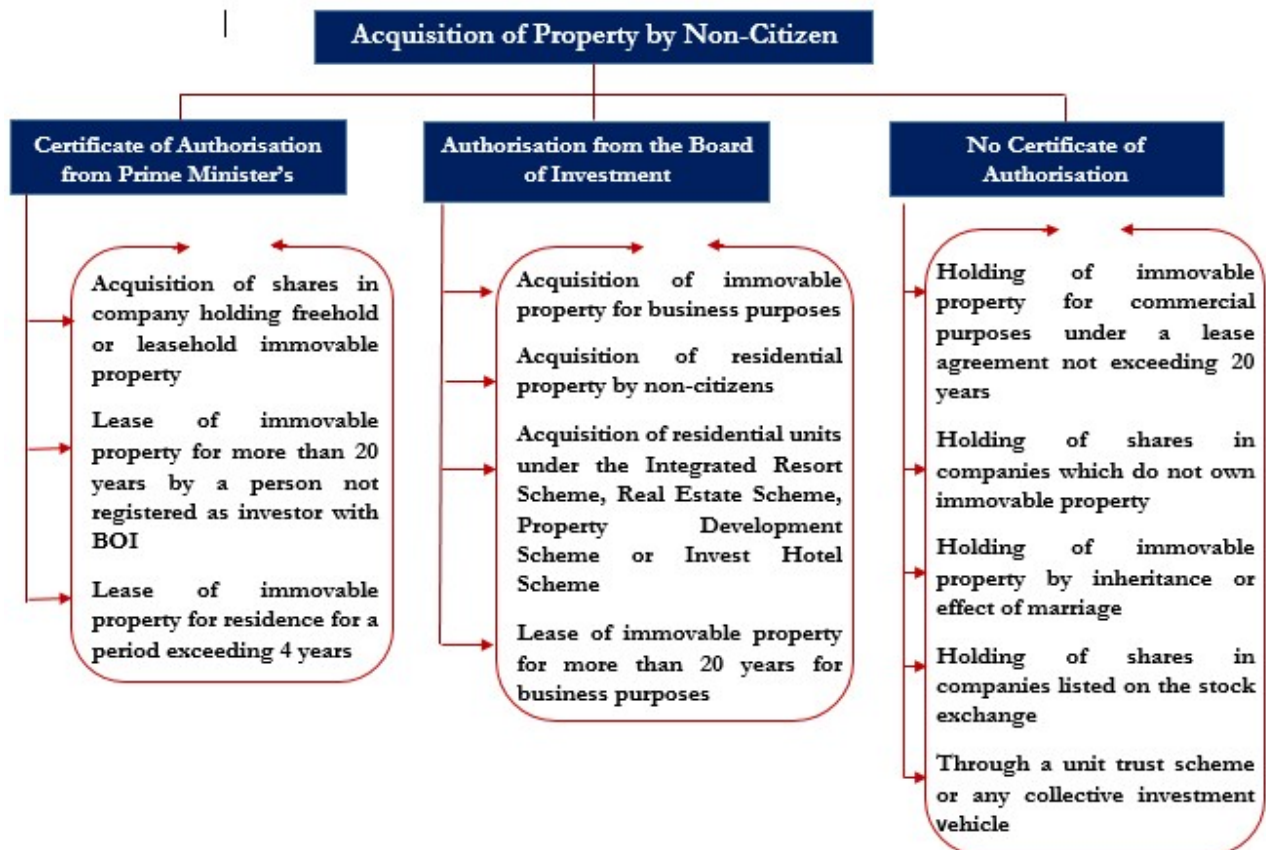 Acquisition of Property by Non-Citizen
Certificate of Authorisation
from Prime Minister's
Acquisition of shares in
company holding freehold
or leasehold immovable
property
Lease of immovable
property for more than 20
years by a person not
registered as investor with
BOI
Lease of immovable
property for residence for a
period exceeding 4 years
Authorisation from the Board
of Investment
Acquisition of immovable
property for business purposes
Acquisition of residential
property by non-citizens
Acquisition of residential units
under the Integrated Resort
Scheme, Real Estate Scheme,
Property Development
Scheme or Invest Hotel
Scheme
Lease of immovable property
for more than 20 years for
business purposes
No Certificate of
Authorisation
Holding of immovable
property for commercial
purposes under a lease
agreement not exceeding 20
years
Holding of shares in
companies which do not own
immovable property
Holding of immovable
property by inheritance or
effect of marriage
Holding of shares in
companies listed on the stock
exchange
Through a unit trust scheme
or any collective investment
vehicle